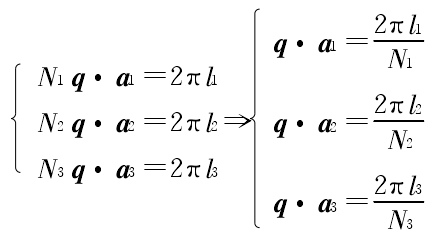 N₁ q • a₁ = 2π l₁
N₂ q • a₂ = 2π l₂ ⇒
N₃ q • a₃ = 2π l₃
q • a₁ = 2π l₁ / N₁
q • a₂ = 2π l₂ / N₂
q • a₃ = 2π l₃ / N₃